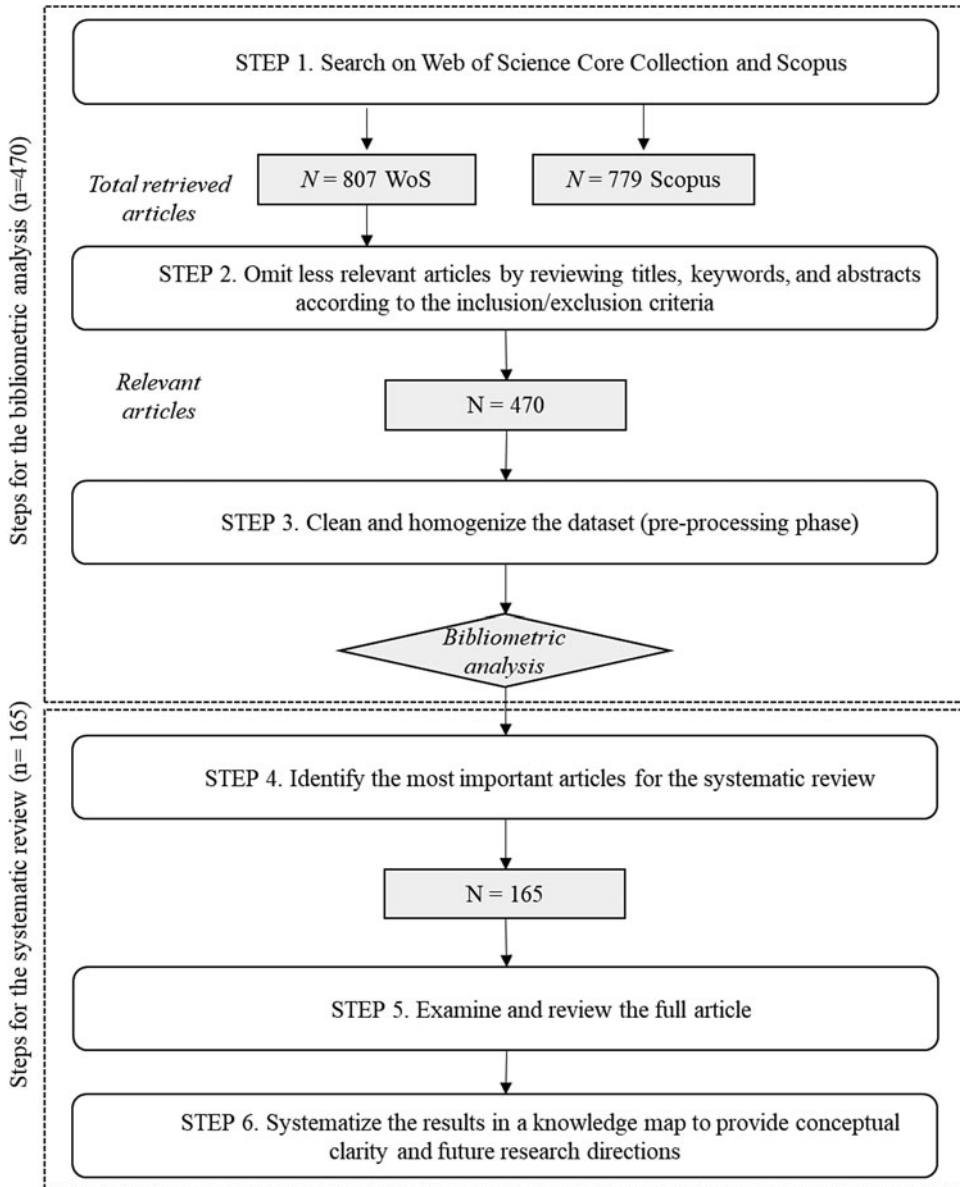 Steps for the bibliometric analysis (n=470)
STEP 1. Search on Web of Science Core Collection and Scopus
Total retrieved
articles
N = 807 WoS
N = 779 Scopus
STEP 2. Omit less relevant articles by reviewing titles, keywords, and abstracts
according to the inclusion/exclusion criteria
Relevant
articles
N = 470
STEP 3. Clean and homogenize the dataset (pre-processing phase)
Bibliometric
analysis
Steps for the systematic review (n= 165)
STEP 4. Identify the most important articles for the systematic review
N = 165
STEP 5. Examine and review the full article
STEP 6. Systematize the results in a knowledge map to provide conceptual
clarity and future research directions